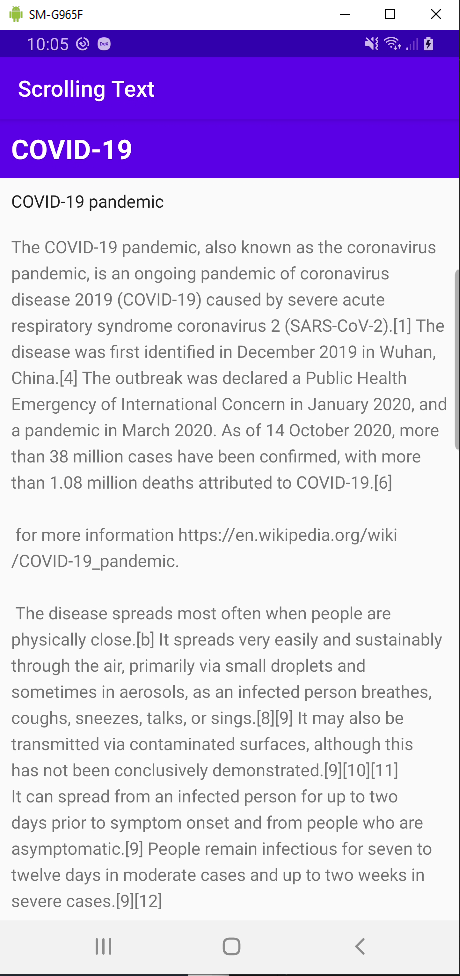 SM-G965F
10:05
Scrolling Text
COVID-19
COVID-19 pandemic
The COVID-19 pandemic, also known as the coronavirus
pandemic, is an ongoing pandemic of coronavirus
disease 2019 (COVID-19) caused by severe acute
respiratory syndrome coronavirus 2 (SARS-CoV-2).[1] The
disease was first identified in December 2019 in Wuhan,
China.[4] The outbreak was declared a Public Health
Emergency of International Concern in January 2020, and
a pandemic in March 2020. As of 14 October 2020, more
than 38 million cases have been confirmed, with more
than 1.08 million deaths attributed to COVID-19.[6]
for more information https://en.wikipedia.org/wiki
/COVID-19_pandemic.
The disease spreads most often when people are
physically close.[b] It spreads very easily and sustainably
through the air, primarily via small droplets and
sometimes in aerosols, as an infected person breathes,
coughs, sneezes, talks, or sings.[8][9] It may also be
transmitted via contaminated surfaces, although this
has not been conclusively demonstrated.[9][10][11]
It can spread from an infected person for up to two
days prior to symptom onset and from people who are
asymptomatic.[9] People remain infectious for seven to
twelve days in moderate cases and up to two weeks in
severe cases.[9][12]